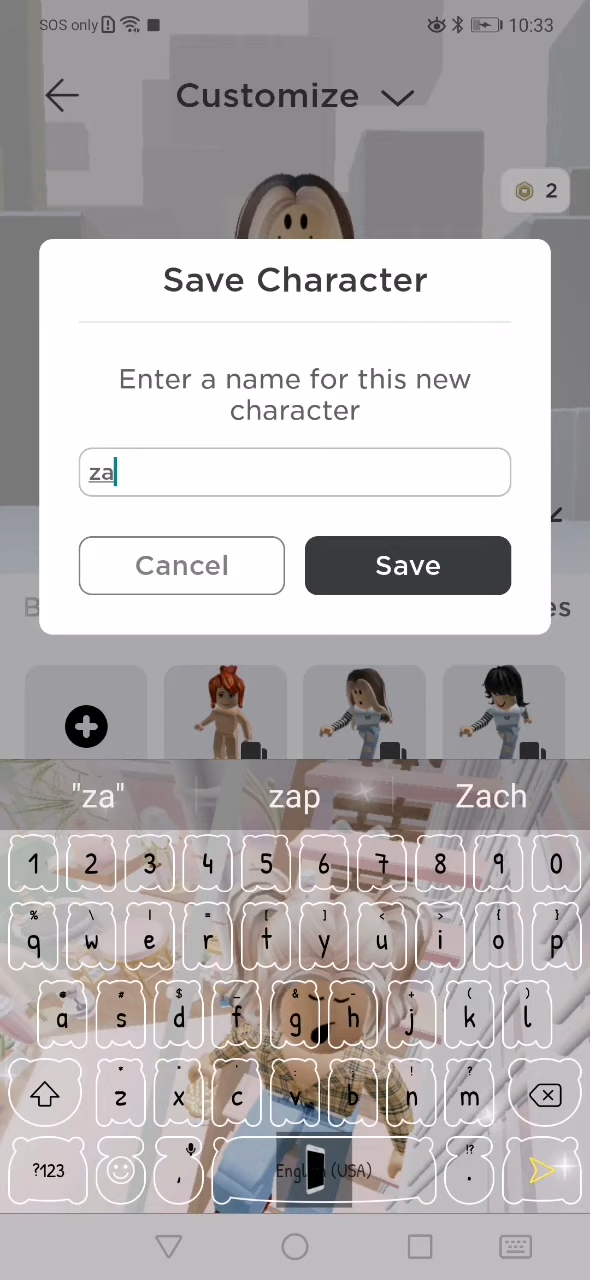 SOS only 10:33
Customize
2
Save Character
Enter a name for this new
character
za
Cancel Save
B es
"za" zap Zach
1 2 3 4 5 6 7 8 9 0
% \ | = [ ] < > { }
q w e r t y u i o p
@ # $ _ & - + ( )
a s d f g h j k l
* " ' : ; ! ?
z x c v b n m
!?
?123 , English (USA) .